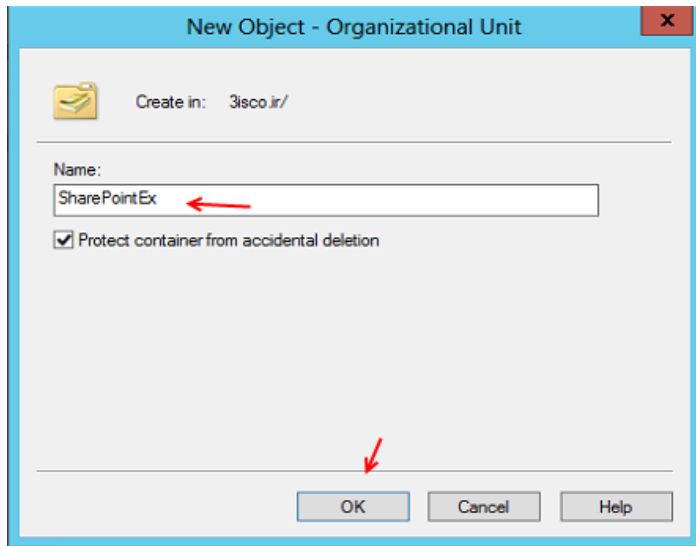 New Object - Organizational Unit
x
Create in: 3isco.ir/
Name:
SharePointEx
Protect container from accidental deletion
OK Cancel Help